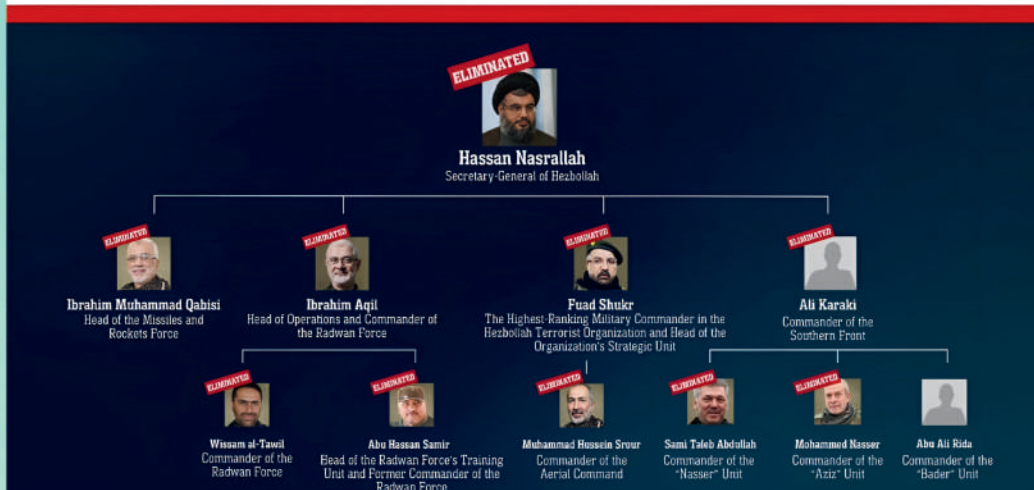 ELIMINATED
Hassan Nasrallah
Secretary-General of Hezbollah
ELIMINATED
Ibrahim Muhammad Qabisi
Head of the Missiles and
Rockets Force
ELIMINATED
Ibrahim Aqil
Head of Operations and Commander of
the Radwan Force
ELIMINATED
Fuad Shukr
The Highest-Ranking Military Commander in the
Hezbollah Terrorist Organization and Head of the
Organization's Strategic Unit
ELIMINATED
Ali Karaki
Commander of the
Southern Front
ELIMINATED
Wissam al-Tawil
Commander of the
Radwan Force
ELIMINATED
Abu Hassan Samir
Head of the Radwan Force's Training
Unit and Former Commander of the
Radwan Force
ELIMINATED
Muhammad Hussein Srour
Commander of the
Aerial Command
ELIMINATED
Sami Taleb Abdullah
Commander of the
"Nasser" Unit
ELIMINATED
Mohammed Nasser
Commander of the
"Aziz" Unit
Abu Ali Rida
Commander of the
"Bader" Unit